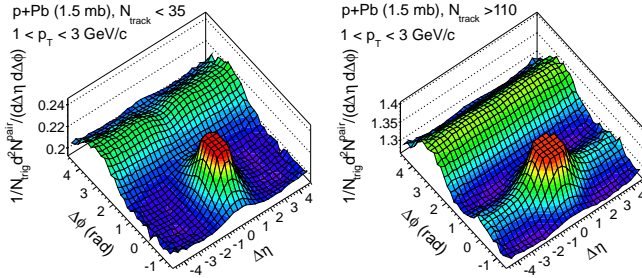 p+Pb (1.5 mb), N_track < 35
1 < p_T < 3 GeV/c
0.24
0.22
0.2
1/N_trig d²N^pair/(dΔη dΔφ)
4
3
2
1
0
-1
Δφ (rad)
-4 -3 -2 -1 0 1 2 3 4
Δη
p+Pb (1.5 mb), N_track >110
1 < p_T < 3 GeV/c
1.4
1.35
1.3
1/N_trig d²N^pair/(dΔη dΔφ)
4
3
2
1
0
-1
Δφ (rad)
-4 -3 -2 -1 0 1 2 3 4
Δη